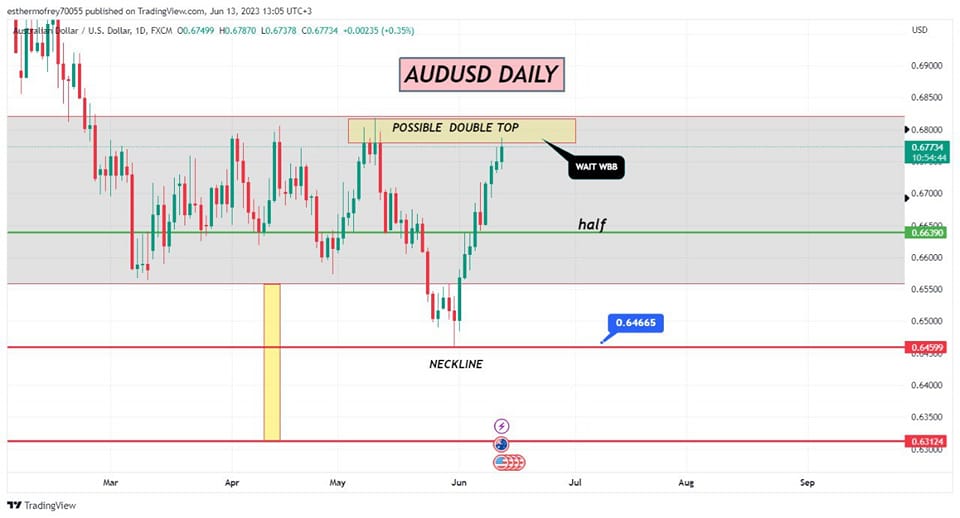 esthermofrey70055 published on TradingView.com, Jun 13, 2023 13:05 UTC+3
Australian Dollar / U.S. Dollar, 1D, FXCM O0.67499 H0.67870 L0.67378 C0.67734 +0.00235 (+0.35%)
USD
AUDUSD DAILY
0.69000
0.68500
POSSIBLE DOUBLE TOP
0.68000
0.67734
10:54:44
WAIT WBB
0.67000
half
0.66500
0.66390
0.66000
0.65500
0.65000
0.64665
0.64599
0.64500
NECKLINE
0.64000
0.63500
0.63124
0.63000
Mar Apr May Jun Jul Aug Sep
TradingView